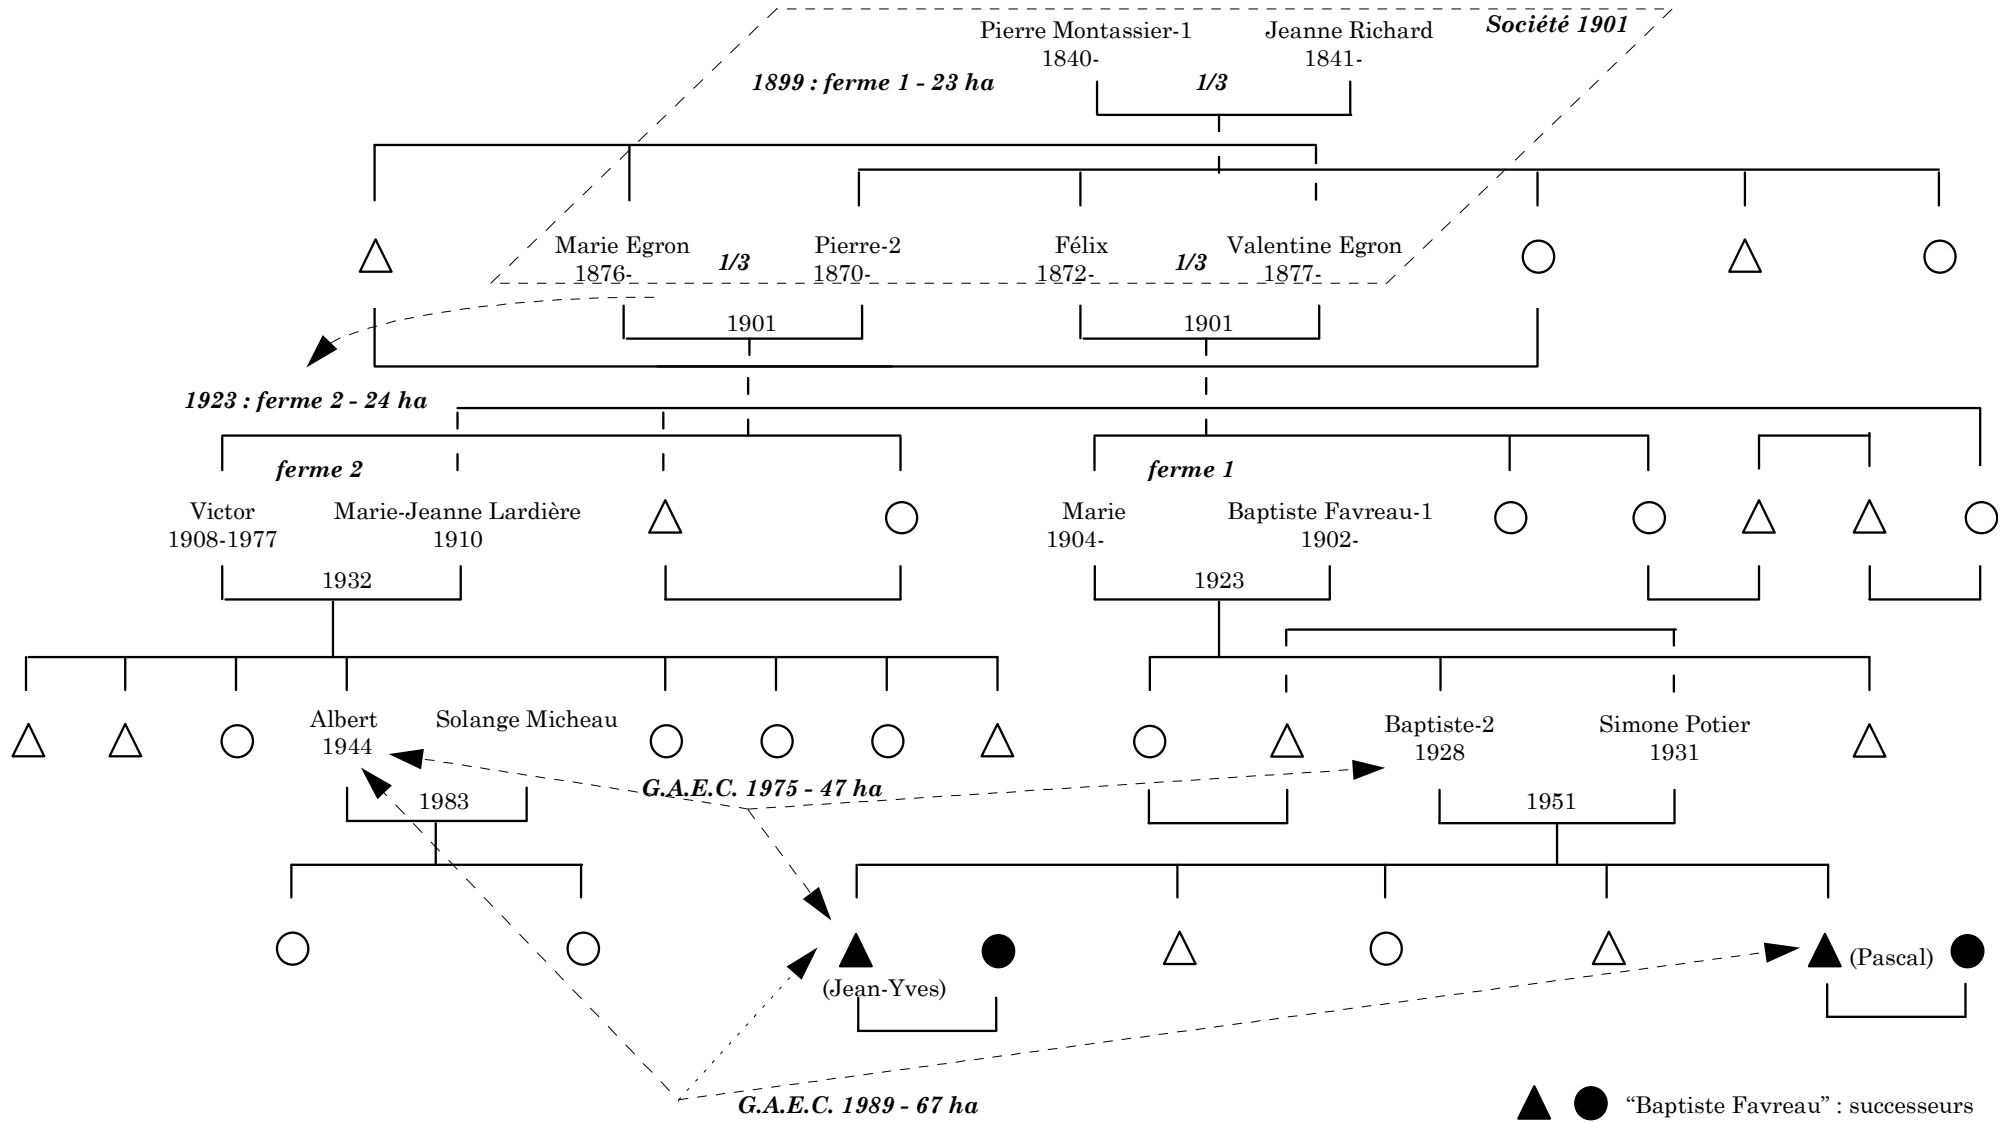 Pierre Montassier-1
1840-
Jeanne Richard
1841-
Société 1901
1899 : ferme 1 - 23 ha
1/3
Marie Egron
1876-
1/3
Pierre-2
1870-
Félix
1872-
1/3
Valentine Egron
1877-
1901
1901
1923 : ferme 2 - 24 ha
ferme 2
ferme 1
Victor
1908-1977
Marie-Jeanne Lardière
1910
Marie
1904-
Baptiste Favreau-1
1902-
1932
1923
Albert
1944
Solange Micheau
Baptiste-2
1928
Simone Potier
1931
G.A.E.C. 1975 - 47 ha
1983
1951
(Jean-Yves)
(Pascal)
G.A.E.C. 1989 - 67 ha
“Baptiste Favreau” : successeurs